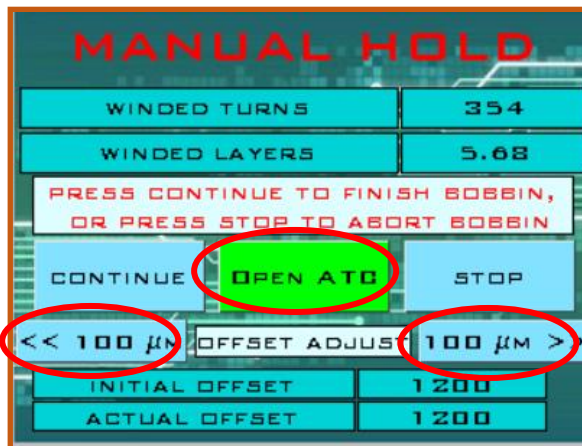 MANUAL HOLD
WINDED TURNS 354
WINDED LAYERS 5.68
PRESS CONTINUE TO FINISH BOBBIN,
OR PRESS STOP TO ABORT BOBBIN
CONTINUE OPEN ATC STOP
<< 100 µM OFFSET ADJUST 100 µM >>
INITIAL OFFSET 1200
ACTUAL OFFSET 1200